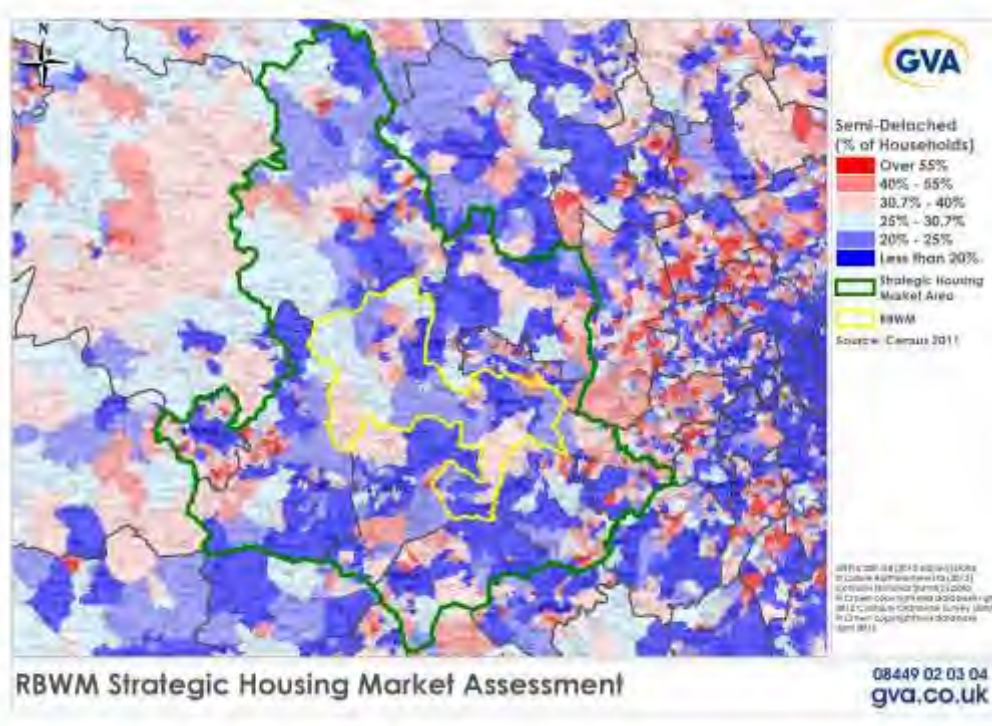 N
GVA
Semi-Detached
(% of Households)
Over 55%
40% - 55%
30.7% - 40%
25% - 30.7%
20% - 25%
Less than 20%
Strategic Housing
Market Area
RBWM
Source: Census 2011
RBWM Strategic Housing Market Assessment
08449 02 03 04
gva.co.uk